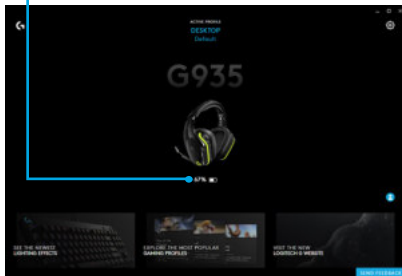 ACTIVE PROFILE
DESKTOP
Default
G935
67%
SEE THE NEWEST
LIGHTING EFFECTS
EXPLORE THE MOST POPULAR
GAMING PROFILES
VISIT THE NEW
LOGITECH G WEBSITE
SEND FEEDBACK